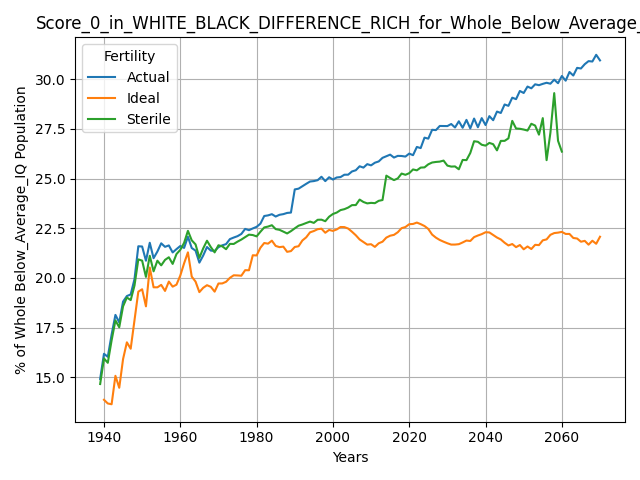 Score_0_in_WHITE_BLACK_DIFFERENCE_RICH_for_Whole_Below_Average_
Fertility
Actual
Ideal
Sterile
% of Whole Below_Average_IQ Population
30.0
27.5
25.0
22.5
20.0
17.5
15.0
1940 1960 1980 2000 2020 2040 2060
Years